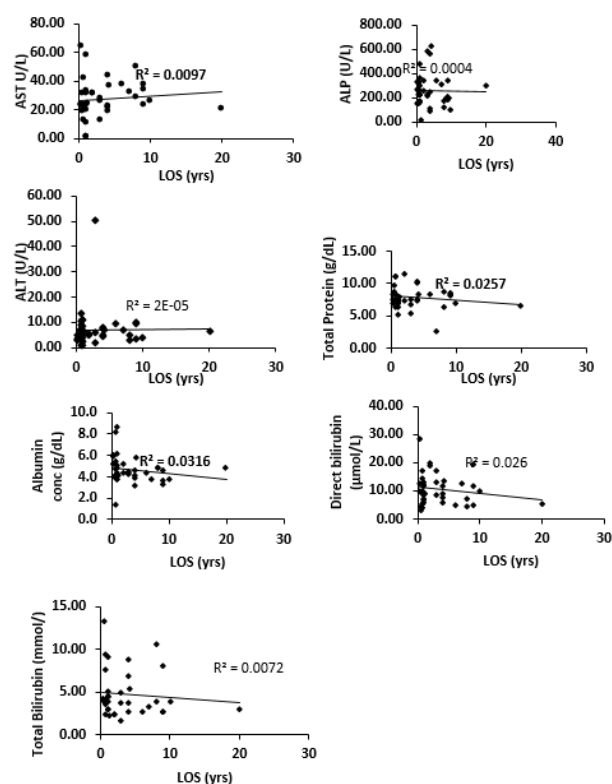 AST U/L
80.00
60.00
40.00
20.00
0.00
R² = 0.0097
0 10 20 30
LOS (yrs)
ALP (U/L)
800.00
600.00
400.00
200.00
0.00
R² = 0.0004
0 20 40
LOS (yrs)
ALT (U/L)
60.00
50.00
40.00
30.00
20.00
10.00
0.00
R² = 2E-05
0 10 20 30
LOS (yrs)
Total Protein (g/dL)
15.00
10.00
5.00
0.00
R² = 0.0257
0 10 20 30
LOS (yrs)
Albumin
conc (g/dL)
10.0
8.0
6.0
4.0
2.0
0.0
R² = 0.0316
0 10 20 30
LOS (yrs)
Direct bilirubin
(µmol/L)
40.00
30.00
20.00
10.00
0.00
R² = 0.026
0 10 20 30
LOS (yrs)
Total Bilirubin (mmol/)
15.00
10.00
5.00
0.00
R² = 0.0072
0 10 20 30
LOS (yrs)